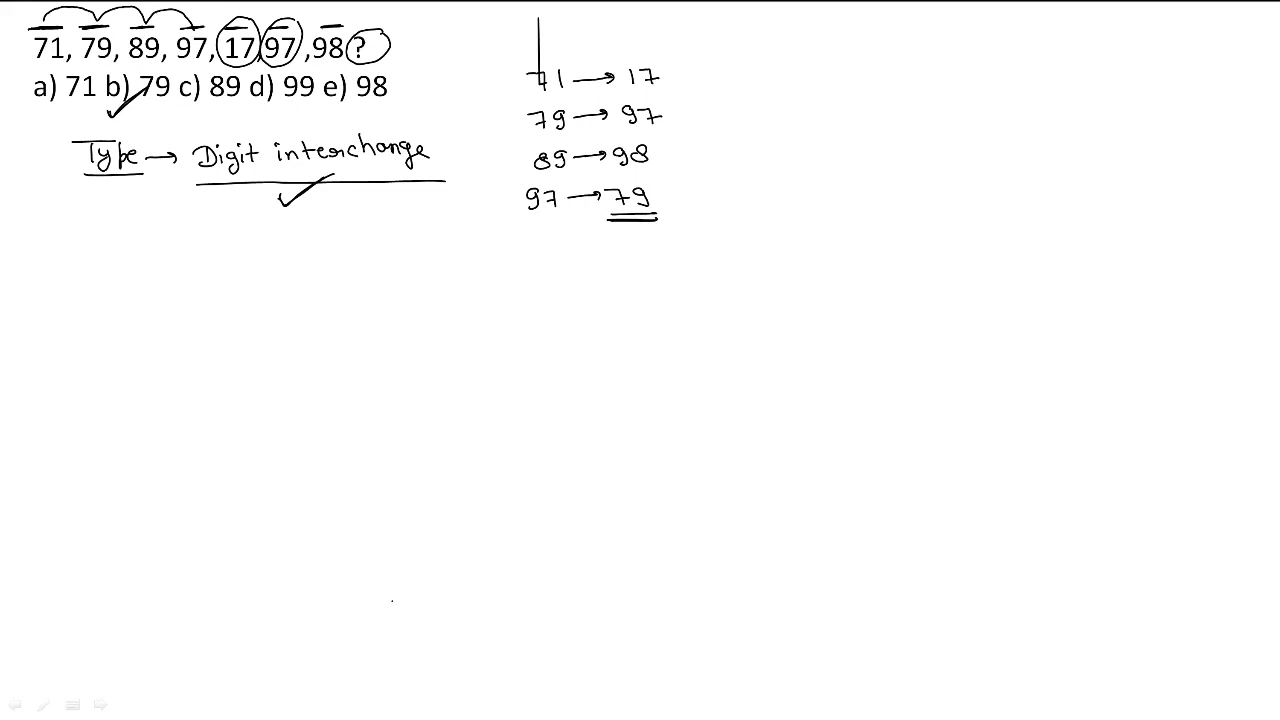 71, 79, 89, 97, 17, 97 ,98 ?
a) 71 b) 79 c) 89 d) 99 e) 98
Type → Digit interchange
71 → 17
79 → 97
89 → 98
97 → 79